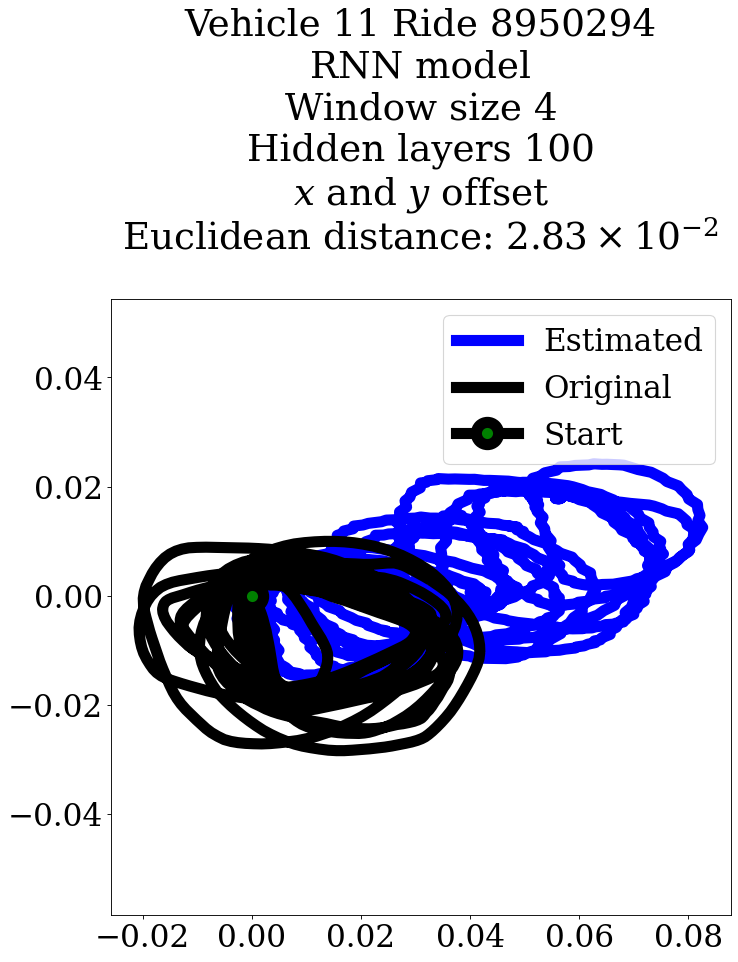 Vehicle 11 Ride 8950294
RNN model
Window size 4
Hidden layers 100
x and y offset
Euclidean distance: 2.83 × 10⁻²
Estimated
Original
Start
0.04
0.02
0.00
−0.02
−0.04
−0.02 0.00 0.02 0.04 0.06 0.08